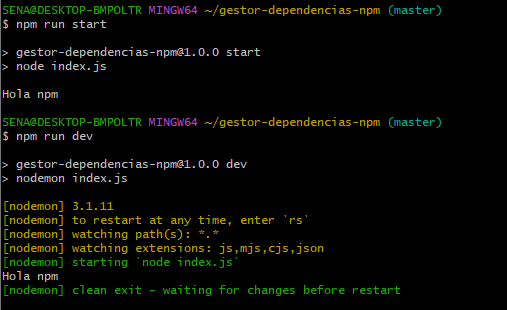 SENA@DESKTOP-BMPOLTR MINGW64 ~/gestor-dependencias-npm (master)
$ npm run start
> gestor-dependencias-npm@1.0.0 start
> node index.js
Hola npm
SENA@DESKTOP-BMPOLTR MINGW64 ~/gestor-dependencias-npm (master)
$ npm run dev
> gestor-dependencias-npm@1.0.0 dev
> nodemon index.js
[nodemon] 3.1.11
[nodemon] to restart at any time, enter `rs`
[nodemon] watching path(s): *.*
[nodemon] watching extensions: js,mjs,cjs,json
[nodemon] starting `node index.js`
Hola npm
[nodemon] clean exit - waiting for changes before restart